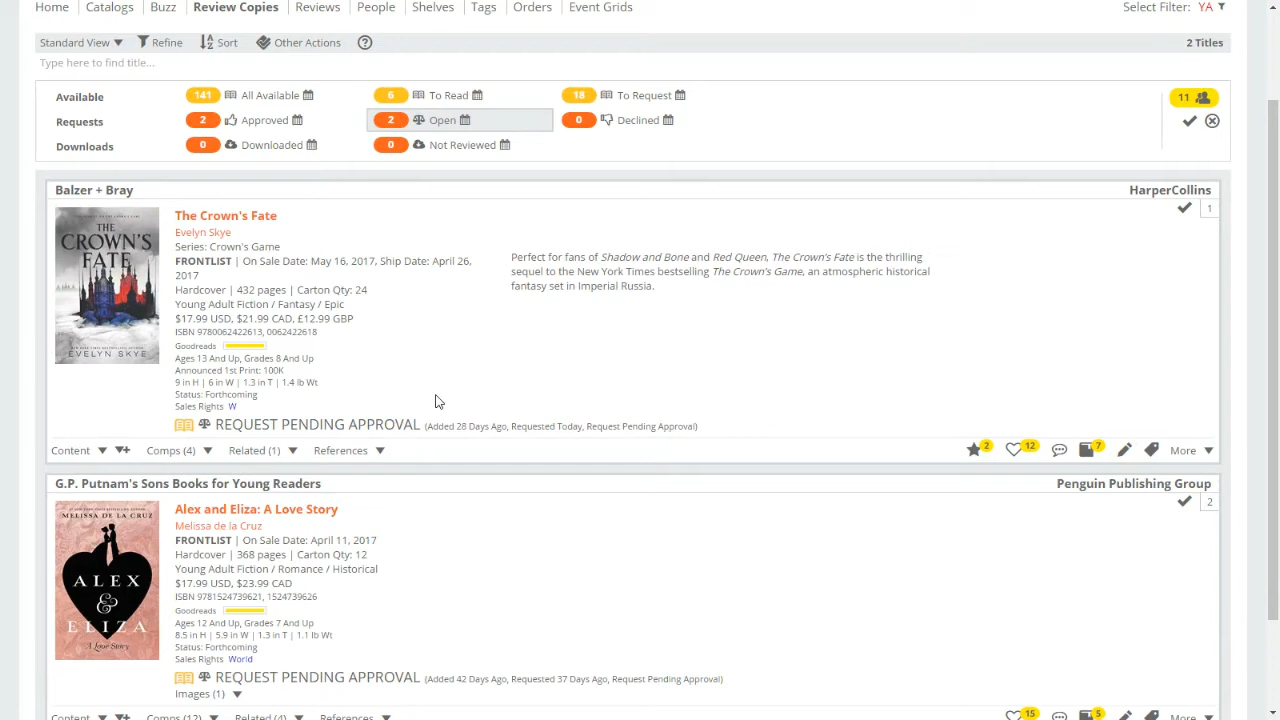 Home Catalogs Buzz Review Copies Reviews People Shelves Tags Orders Event Grids Select Filter: YA
Standard View Refine Sort Other Actions 2 Titles
Type here to find title...
Available 141 All Available 6 To Read 18 To Request 11
Requests 2 Approved 2 Open 0 Declined
Downloads 0 Downloaded 0 Not Reviewed
Balzer + Bray HarperCollins
1
THE CROWN'S FATE
EVELYN SKYE
The Crown's Fate
Evelyn Skye
Series: Crown's Game
FRONTLIST | On Sale Date: May 16, 2017, Ship Date: April 26,
2017
Hardcover | 432 pages | Carton Qty: 24
Young Adult Fiction / Fantasy / Epic
$17.99 USD, $21.99 CAD, £12.99 GBP
ISBN 9780062422613, 0062422618
Goodreads
Ages 13 And Up, Grades 8 And Up
Announced 1st Print: 100K
9 in H | 6 in W | 1.3 in T | 1.4 lb Wt
Status: Forthcoming
Sales Rights W
Perfect for fans of Shadow and Bone and Red Queen, The Crown's Fate is the thrilling
sequel to the New York Times bestselling The Crown's Game, an atmospheric historical
fantasy set in Imperial Russia.
REQUEST PENDING APPROVAL (Added 28 Days Ago, Requested Today, Request Pending Approval)
Content Comps (4) Related (1) References 2 12 7 More
G.P. Putnam's Sons Books for Young Readers Penguin Publishing Group
2
MELISSA DE LA CRUZ
ALEX
&
ELIZA
A Love Story
Alex and Eliza: A Love Story
Melissa de la Cruz
FRONTLIST | On Sale Date: April 11, 2017
Hardcover | 368 pages | Carton Qty: 12
Young Adult Fiction / Romance / Historical
$17.99 USD, $23.99 CAD
ISBN 9781524739621, 1524739626
Goodreads
Ages 12 And Up, Grades 7 And Up
8.5 in H | 5.9 in W | 1.3 in T | 1.1 lb Wt
Status: Forthcoming
Sales Rights World
REQUEST PENDING APPROVAL (Added 42 Days Ago, Requested 37 Days Ago, Request Pending Approval)
Images (1)
Content Comps (12) Related (4) References 15 5 More